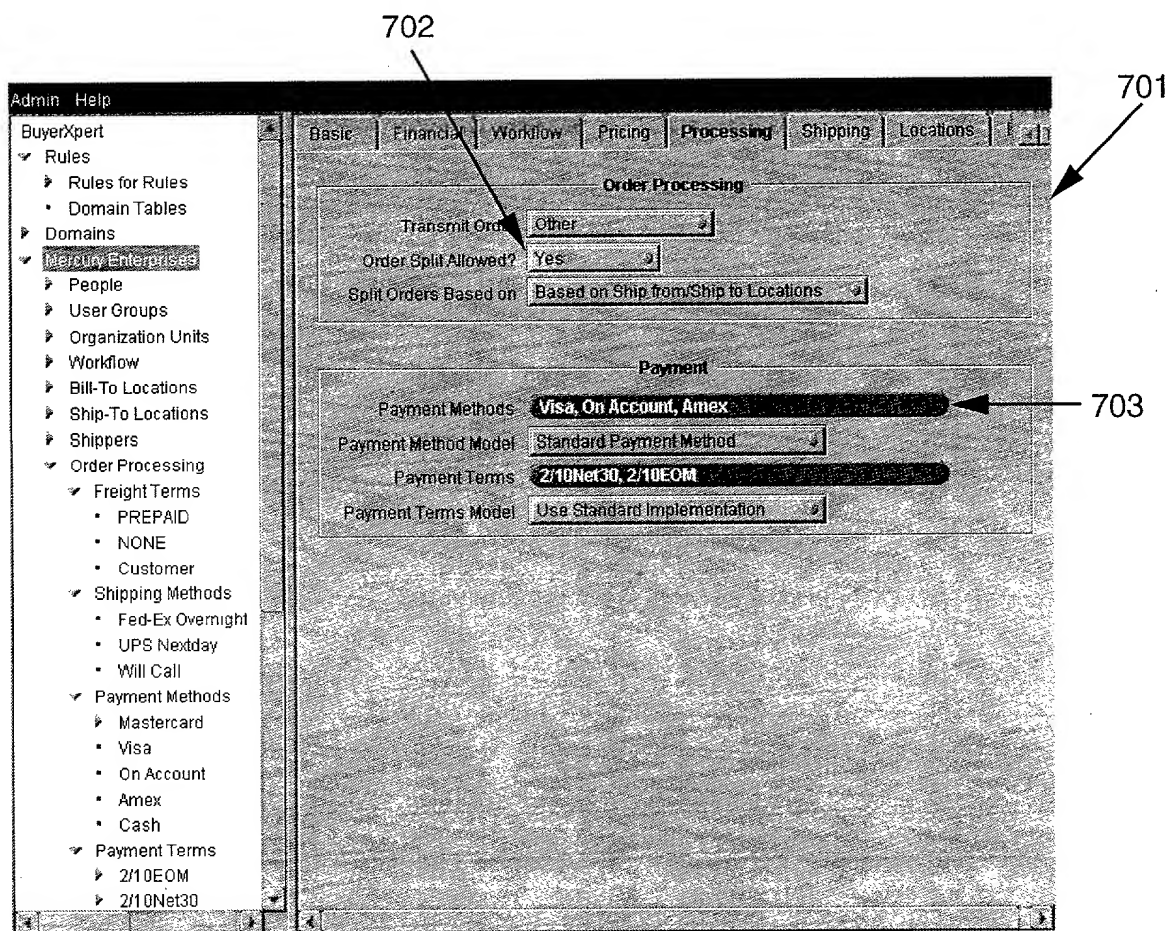 702
701
Admin Help
BuyerXpert
Rules
Rules for Rules
Domain Tables
Domains
Mercury Enterprises
People
User Groups
Organization Units
Workflow
Bill-To Locations
Ship-To Locations
Shippers
Order Processing
Freight Terms
PREPAID
NONE
Customer
Shipping Methods
Fed-Ex Overnight
UPS Nextday
Will Call
Payment Methods
Mastercard
Visa
On Account
Amex
Cash
Payment Terms
2/10EOM
2/10Net30
Basic Financial Workflow Pricing Processing Shipping Locations
Order Processing
Transmit Order Other
Order Split Allowed? Yes
Split Orders Based on Based on Ship from/Ship to Locations
Payment
Payment Methods Visa, On Account, Amex
703
Payment Method Model Standard Payment Method
Payment Terms 2/10Net30, 2/10EOM
Payment Terms Model Use Standard Implementation